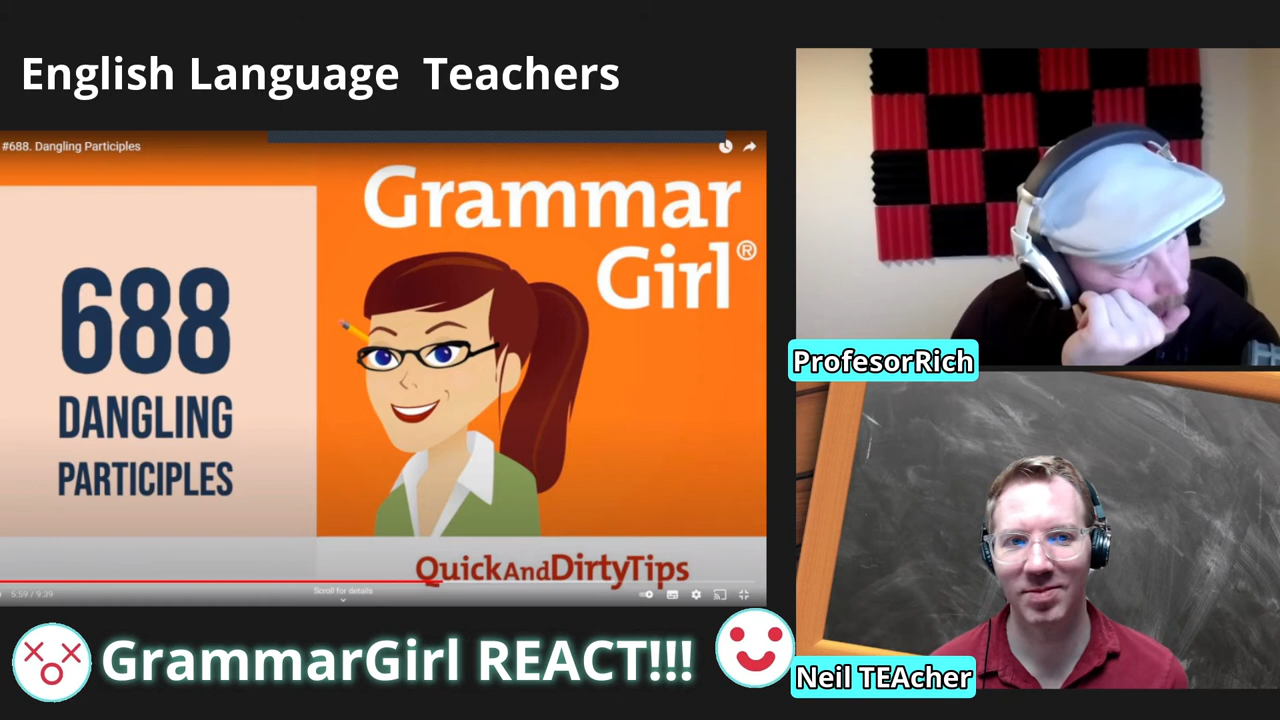 English Language Teachers
#688. Dangling Participles
Grammar
Girl®
688
DANGLING
PARTICIPLES
QuickAndDirtyTips
5:59 / 9:39
Scroll for details
ProfesorRich
GrammarGirl REACT!!!
Neil TEAcher